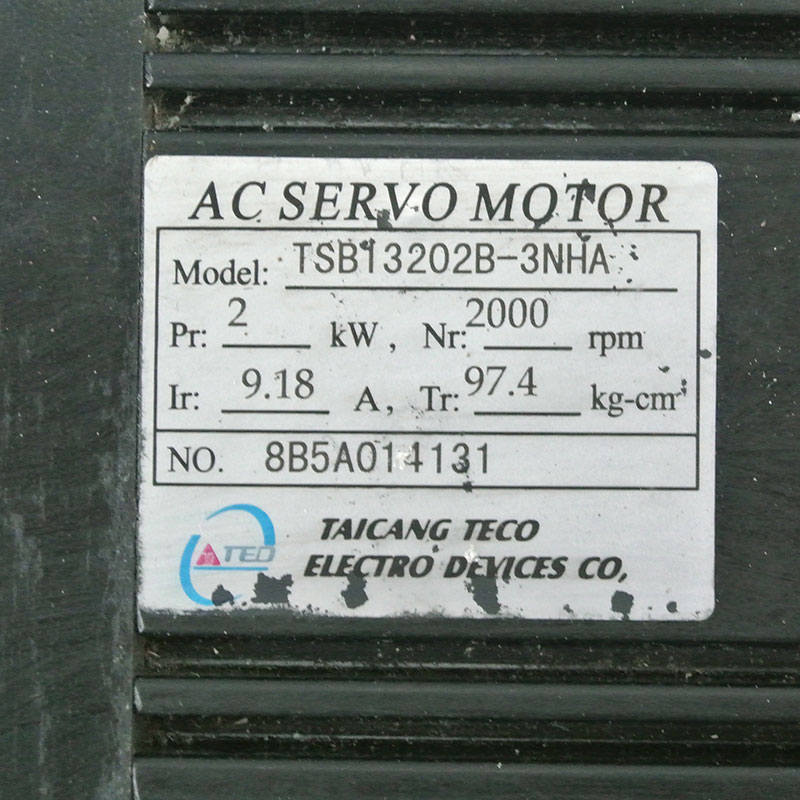 AC SERVO MOTOR
Model: TSB13202B-3NHA
Pr: 2 kW, Nr: 2000 rpm
Ir: 9.18 A, Tr: 97.4 kg-cm
NO. 8B5A014131
TED
TAICANG TECO
ELECTRO DEVICES CO,